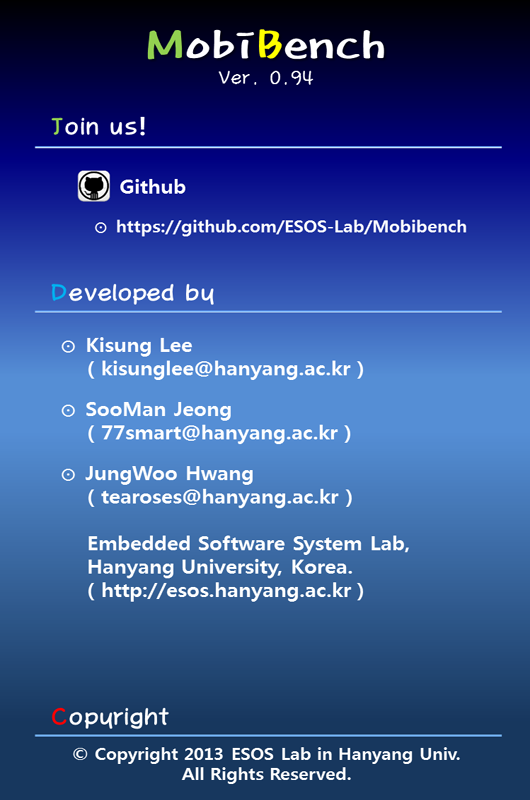 MobiBench
Ver. 0.94
Join us!
Github
⊙ https://github.com/ESOS-Lab/Mobibench
Developed by
⊙ Kisung Lee
( kisunglee@hanyang.ac.kr )
⊙ SooMan Jeong
( 77smart@hanyang.ac.kr )
⊙ JungWoo Hwang
( tearoses@hanyang.ac.kr )
Embedded Software System Lab,
Hanyang University, Korea.
( http://esos.hanyang.ac.kr )
Copyright
© Copyright 2013 ESOS Lab in Hanyang Univ.
All Rights Reserved.